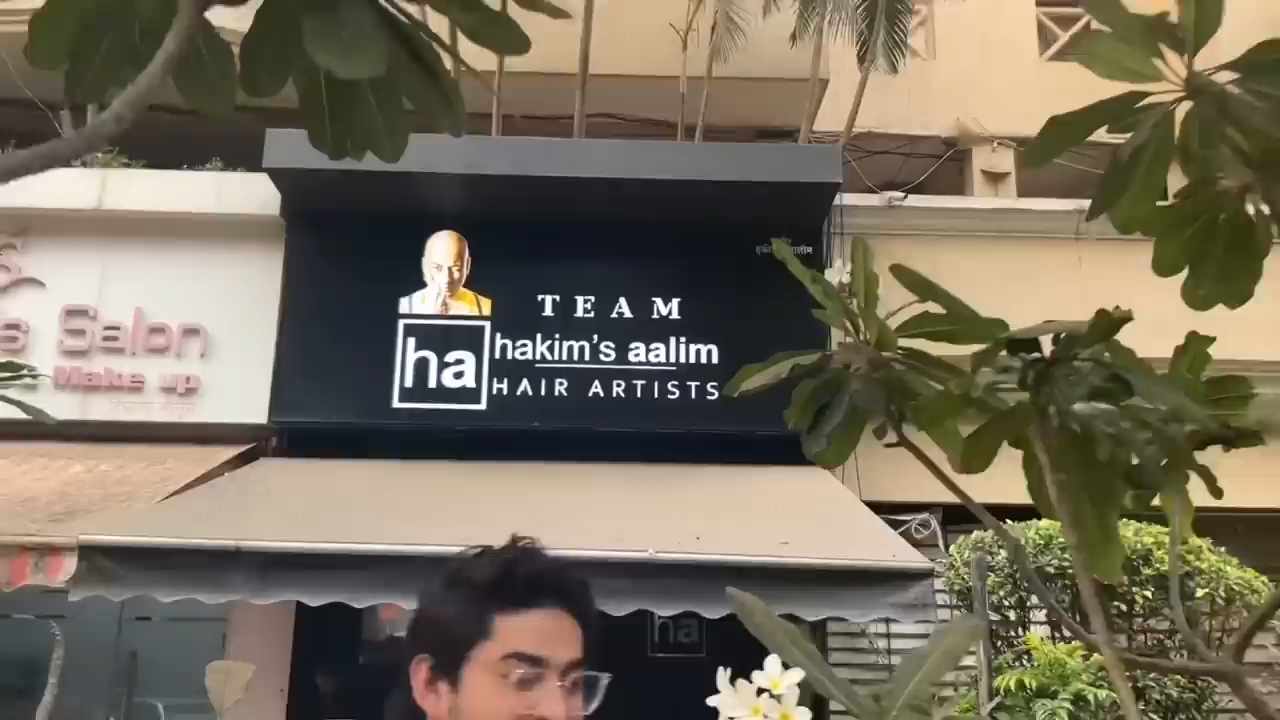 Salon
Make up
TEAM
ha
hakim's aalim
HAIR ARTISTS
ha